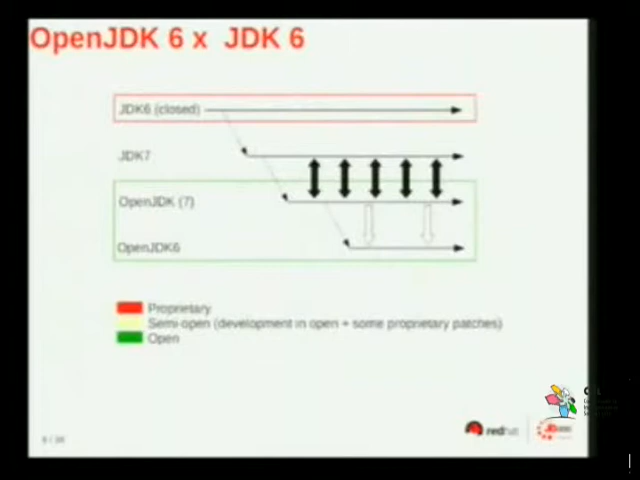 OpenJDK 6 x JDK 6
JDK6 (closed)
JDK7
OpenJDK (7)
OpenJDK6
Proprietary
Semi-open (development in open + some proprietary patches)
Open
redhat